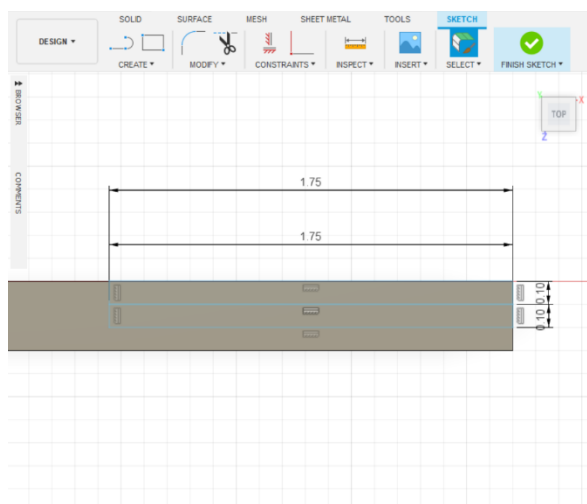 SOLID SURFACE MESH SHEET METAL TOOLS SKETCH
DESIGN ▾
CREATE ▾ MODIFY ▾ CONSTRAINTS ▾ INSPECT ▾ INSERT ▾ SELECT ▾ FINISH SKETCH ▾
BROWSER
COMMENTS
Y
X
TOP
Z
1.75
1.75
0.10
0.10